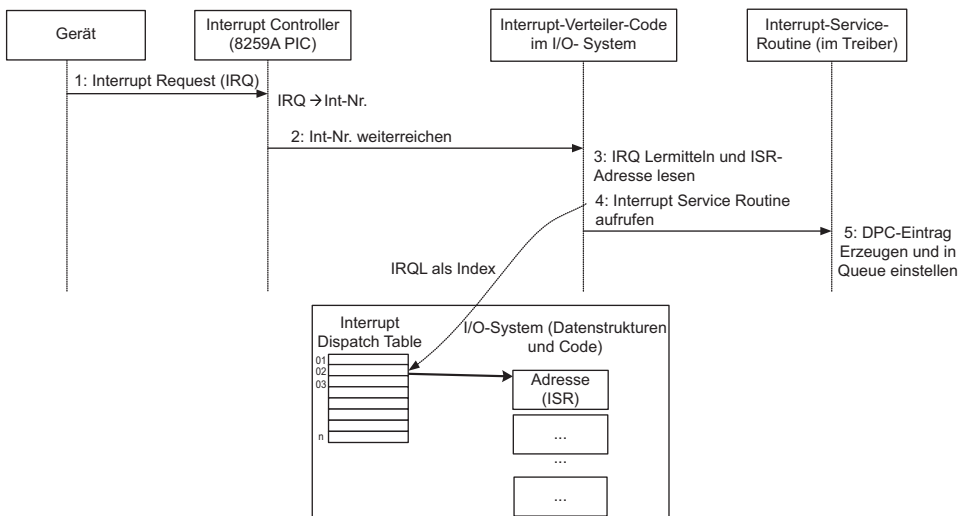 Gerät
Interrupt Controller
(8259A PIC)
Interrupt-Verteiler-Code
im I/O- System
Interrupt-Service-
Routine (im Treiber)
1: Interrupt Request (IRQ)
IRQ →Int-Nr.
2: Int-Nr. weiterreichen
3: IRQ Lermitteln und ISR-
Adresse lesen
4: Interrupt Service Routine
aufrufen
5: DPC-Eintrag
Erzeugen und in
Queue einstellen
IRQL als Index
Interrupt
Dispatch Table
I/O-System (Datenstrukturen
und Code)
01
02
03
n
Adresse
(ISR)
...
...
...